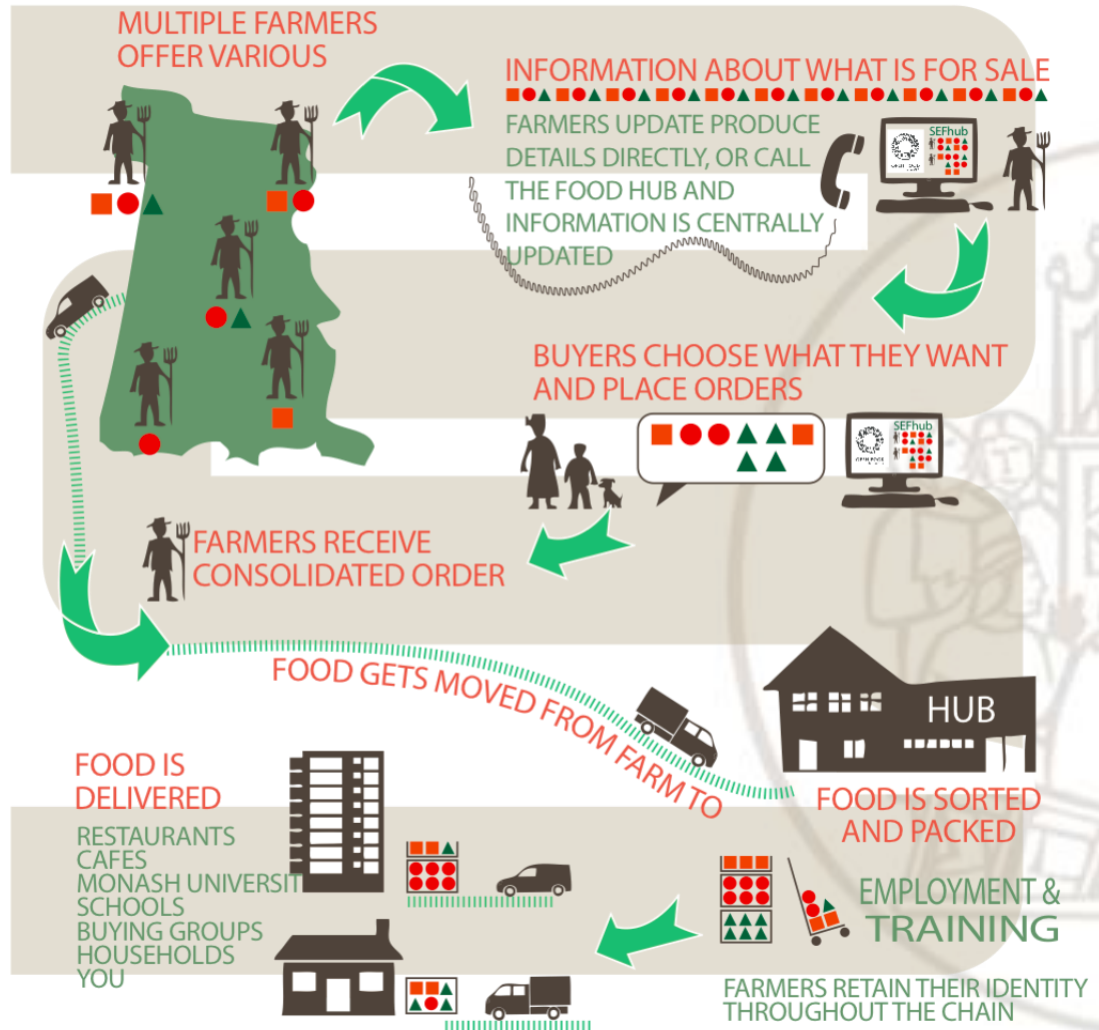 MULTIPLE FARMERS
OFFER VARIOUS
INFORMATION ABOUT WHAT IS FOR SALE
FARMERS UPDATE PRODUCE
DETAILS DIRECTLY, OR CALL
THE FOOD HUB AND
INFORMATION IS CENTRALLY
UPDATED
SEFhub
BUYERS CHOOSE WHAT THEY WANT
AND PLACE ORDERS
SEFhub
FARMERS RECEIVE
CONSOLIDATED ORDER
FOOD GETS MOVED FROM FARM TO
HUB
FOOD IS SORTED
AND PACKED
EMPLOYMENT &
TRAINING
FARMERS RETAIN THEIR IDENTITY
THROUGHOUT THE CHAIN
FOOD IS
DELIVERED
RESTAURANTS
CAFES
MONASH UNIVERSIT
SCHOOLS
BUYING GROUPS
HOUSEHOLDS
YOU